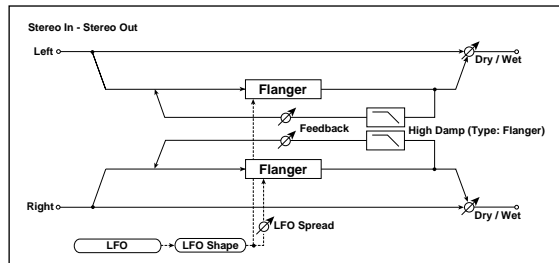 Stereo In - Stereo Out
Left
Dry / Wet
Flanger
Feedback
High Damp (Type: Flanger)
Flanger
Right
LFO Spread
Dry / Wet
LFO
LFO Shape